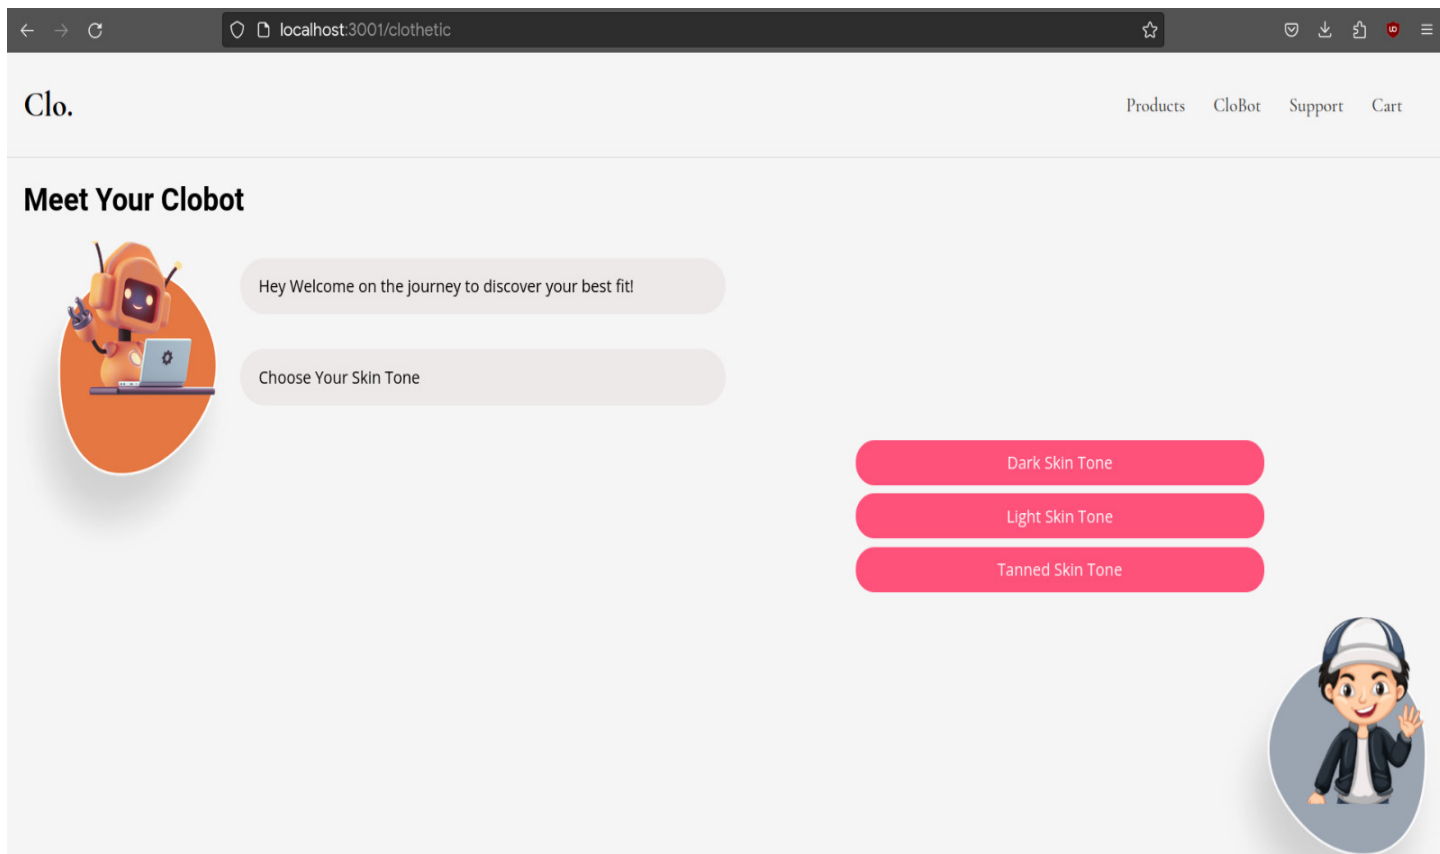 localhost:3001/clothetic
Clo.
Products CloBot Support Cart
Meet Your Clobot
Hey Welcome on the journey to discover your best fit!
Choose Your Skin Tone
Dark Skin Tone
Light Skin Tone
Tanned Skin Tone